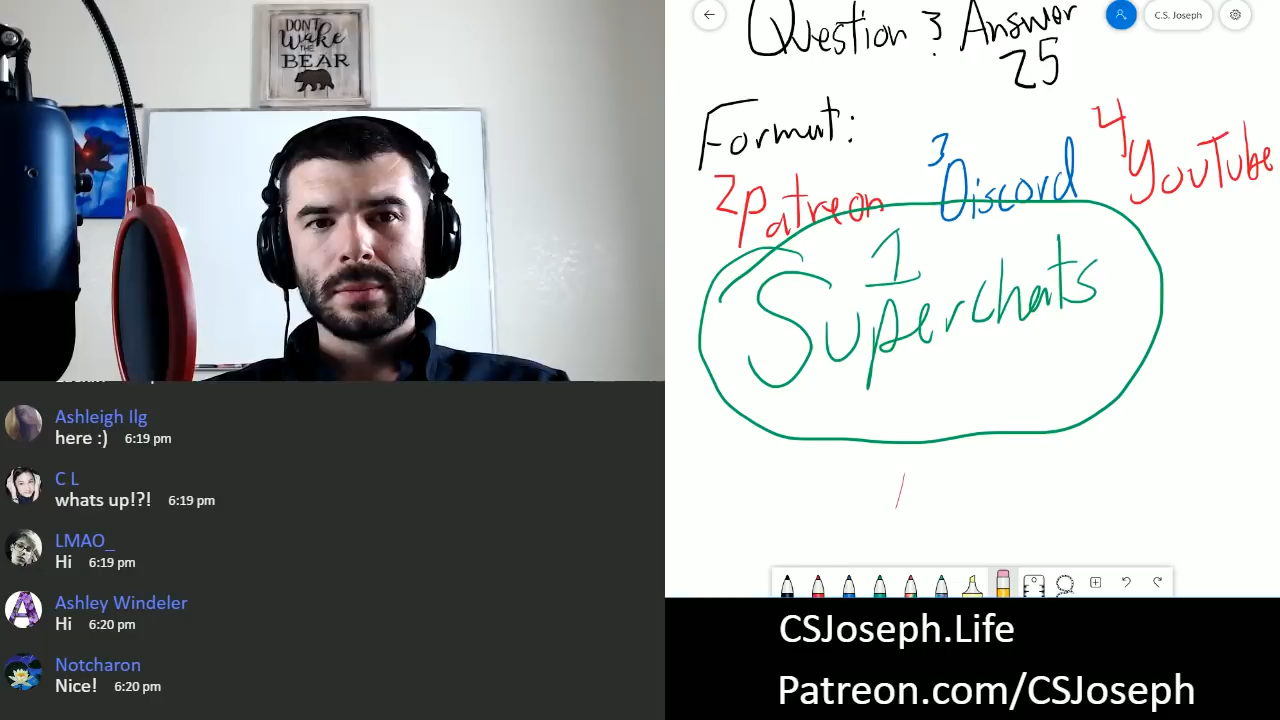 DON'T
Wake
THE
BEAR
Question & Answer
25
C.S. Joseph
Format:
2 Patreon
3 Discord
4 YouTube
1
Superchats
Ashleigh Ilg
here :) 6:19 pm
C L
whats up!?! 6:19 pm
LMAO_
Hi 6:19 pm
Ashley Windeler
Hi 6:20 pm
Notcharon
Nice! 6:20 pm
CSJoseph.Life
Patreon.com/CSJoseph